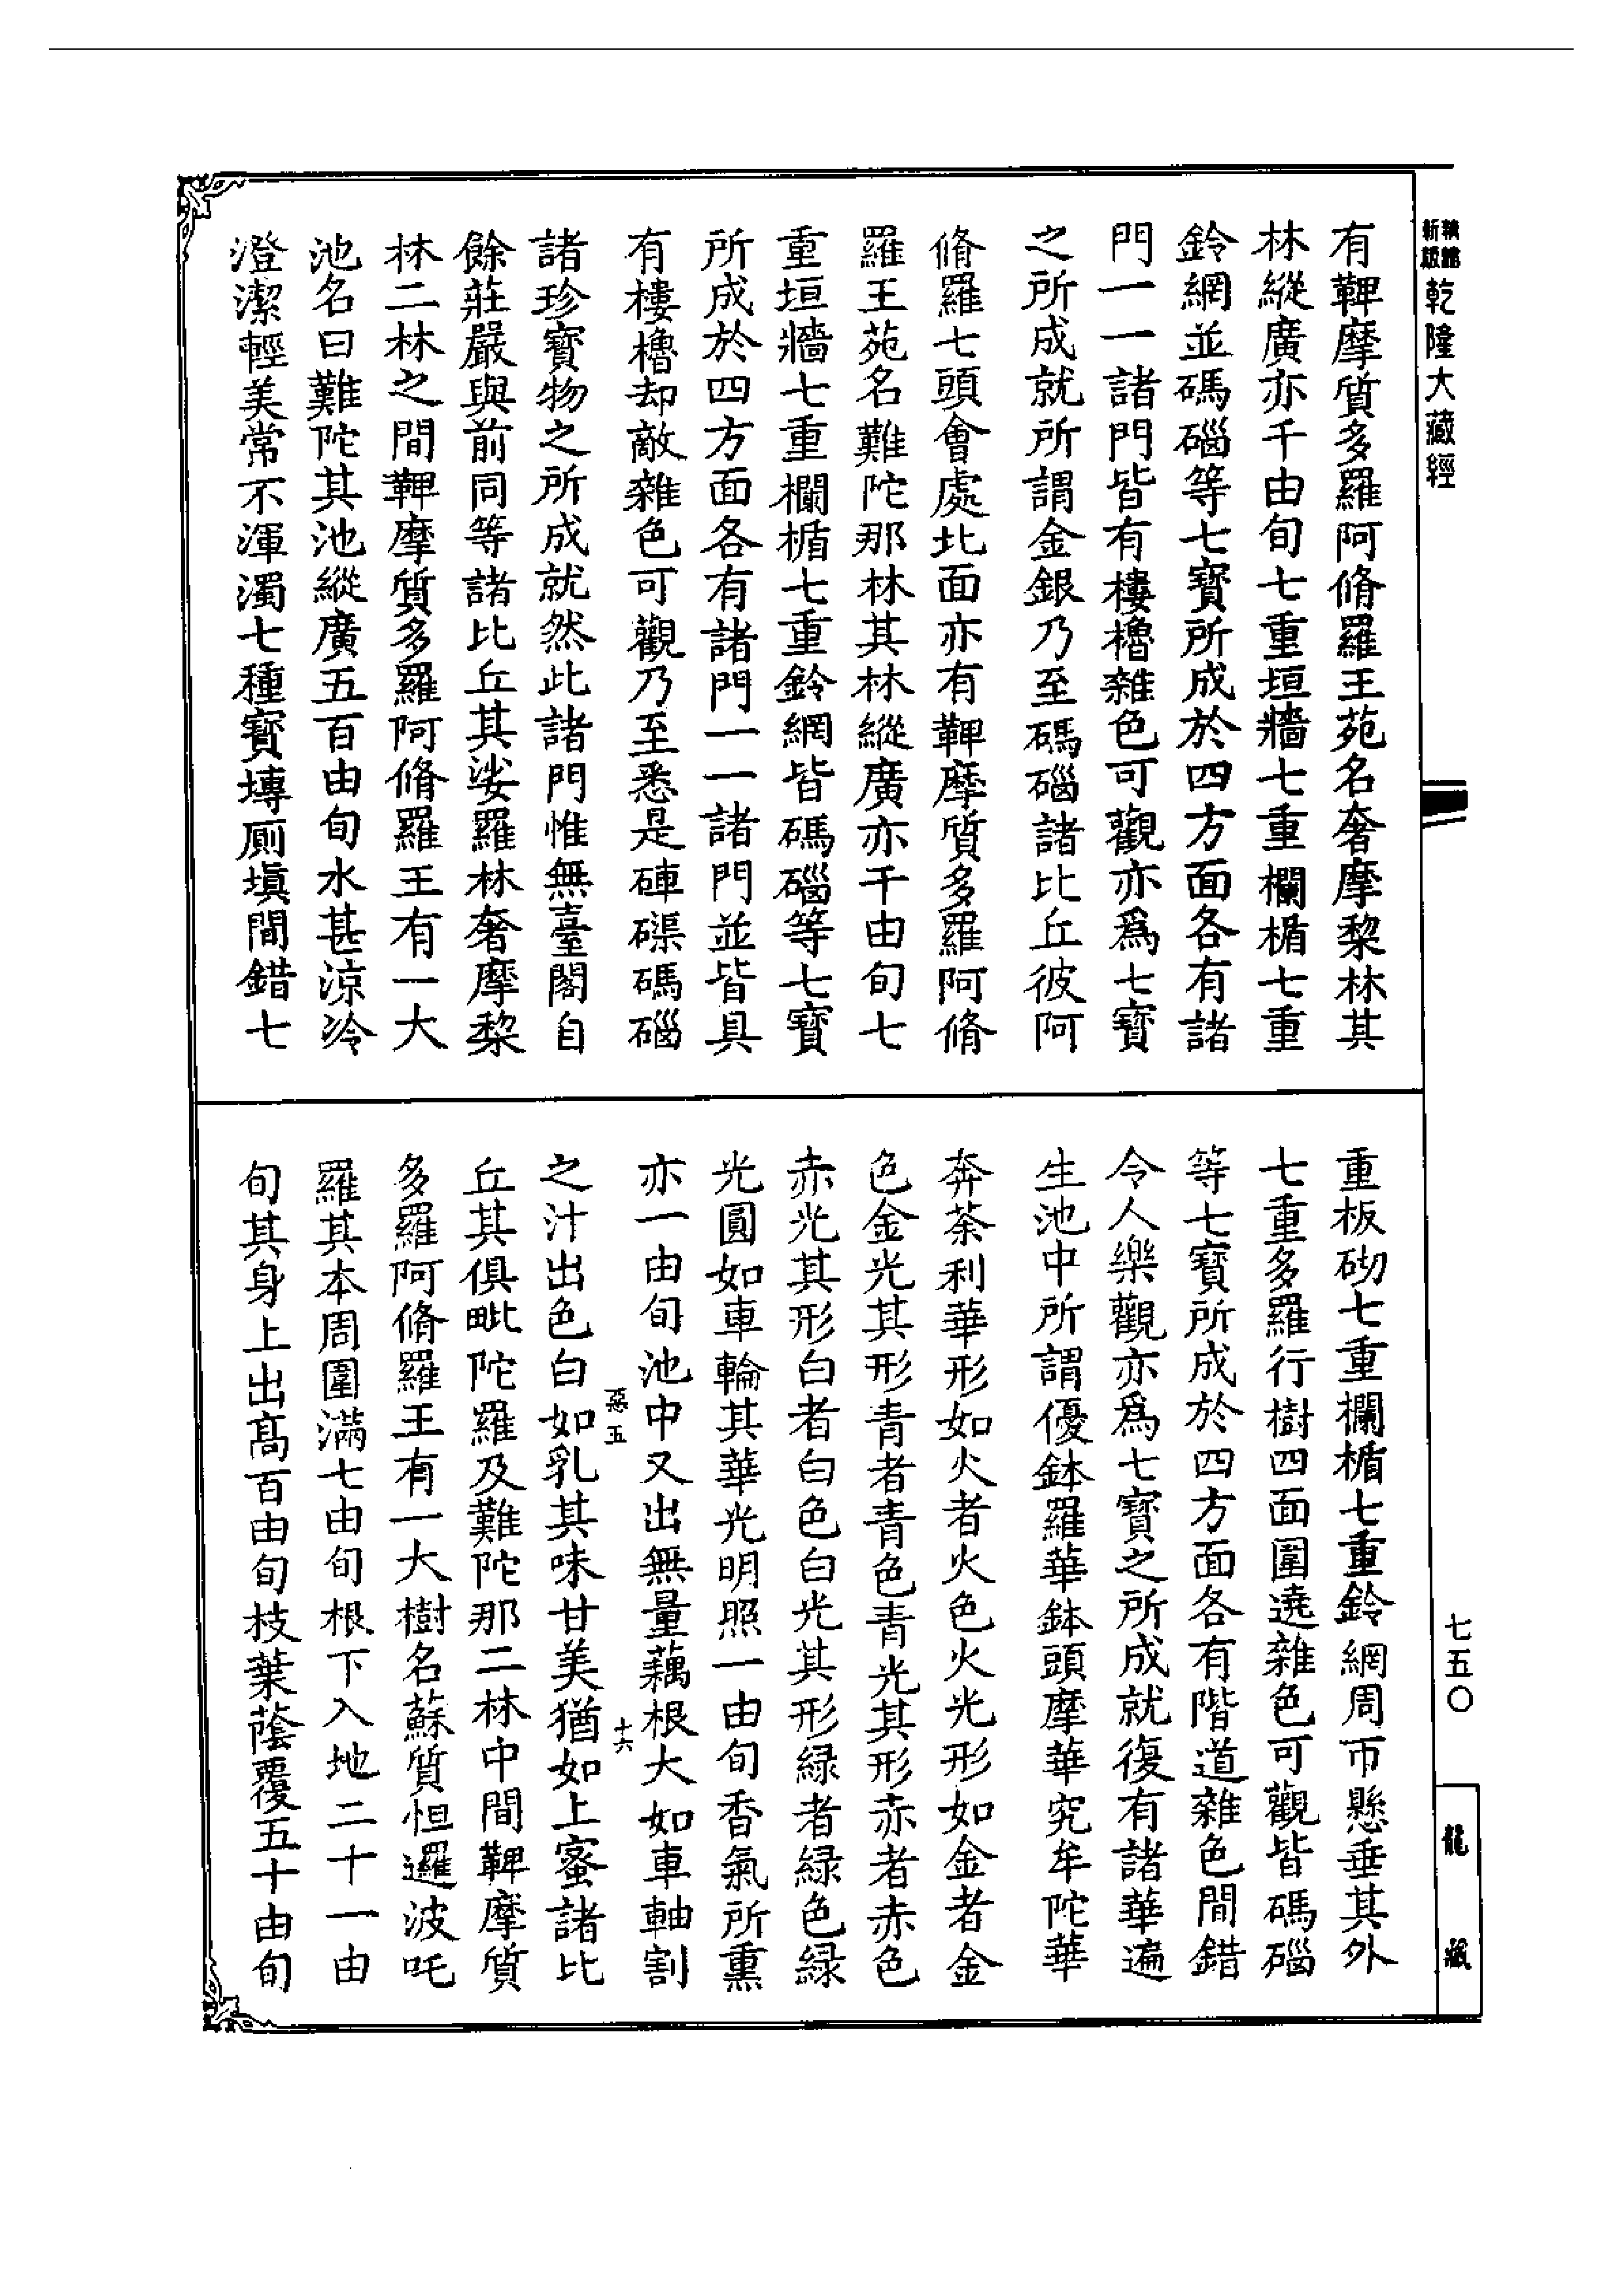 乾隆大藏經
有鞞摩質多羅阿脩羅王苑名奢摩黎林其
林縱廣亦千由旬七重垣牆七重欄楯七重
鈴網並碼碯等七寶所成於四方面各有諸
門一一諸門皆有樓櫓雜色可觀亦爲七寶
之所成就所謂金銀乃至碼碯諸比丘彼阿
脩羅七頭會處北面亦有鞞摩質多羅阿脩
羅王苑名難陀那林其林縱廣亦千由旬七
重垣牆七重欄楯七重鈴網皆碼碯等七寶
所成於四方面各有諸門一一諸門並皆具
有樓櫓却敵雜色可觀乃至悉是硨磲碼碯
諸珍寶物之所成就然此諸門惟無臺閣自
餘莊嚴與前同等諸比丘其娑羅林奢摩黎
林二林之間鞞摩質多羅阿脩羅王有一大
池名曰難陀其池縱廣五百由旬水甚涼冷
澄潔輕美常不渾濁七種寶塼廁塡間錯七
重板砌七重欄楯七重鈴網周帀懸垂其外
七重多羅行樹四面圍遶雜色可觀皆碼碯
等七寶所成於四方面各有階道雜色間錯
令人樂觀亦爲七寶之所成就復有諸華遍
生池中所謂優鉢羅華鉢頭摩華究牟陀華
奔荼利華形如火者火色火光形如金者金
色金光其形青者青色青光其形赤者赤色
赤光其形白者白色白光其形緑者緑色緑
光圓如車輪其華光明照一由旬香氣所熏
亦一由旬池中又出無量藕根大如車軸割
惡五
十六
之汁出色白如乳其味甘美猶如上蜜諸比
丘其俱毗陀羅及難陀那二林中間鞞摩質
多羅阿脩羅王有一大樹名蘇質怛邏波吒
羅其本周圍滿七由旬根下入地二十一由
旬其身上出高百由旬枝葉蔭覆五十由旬
七五〇
龍藏